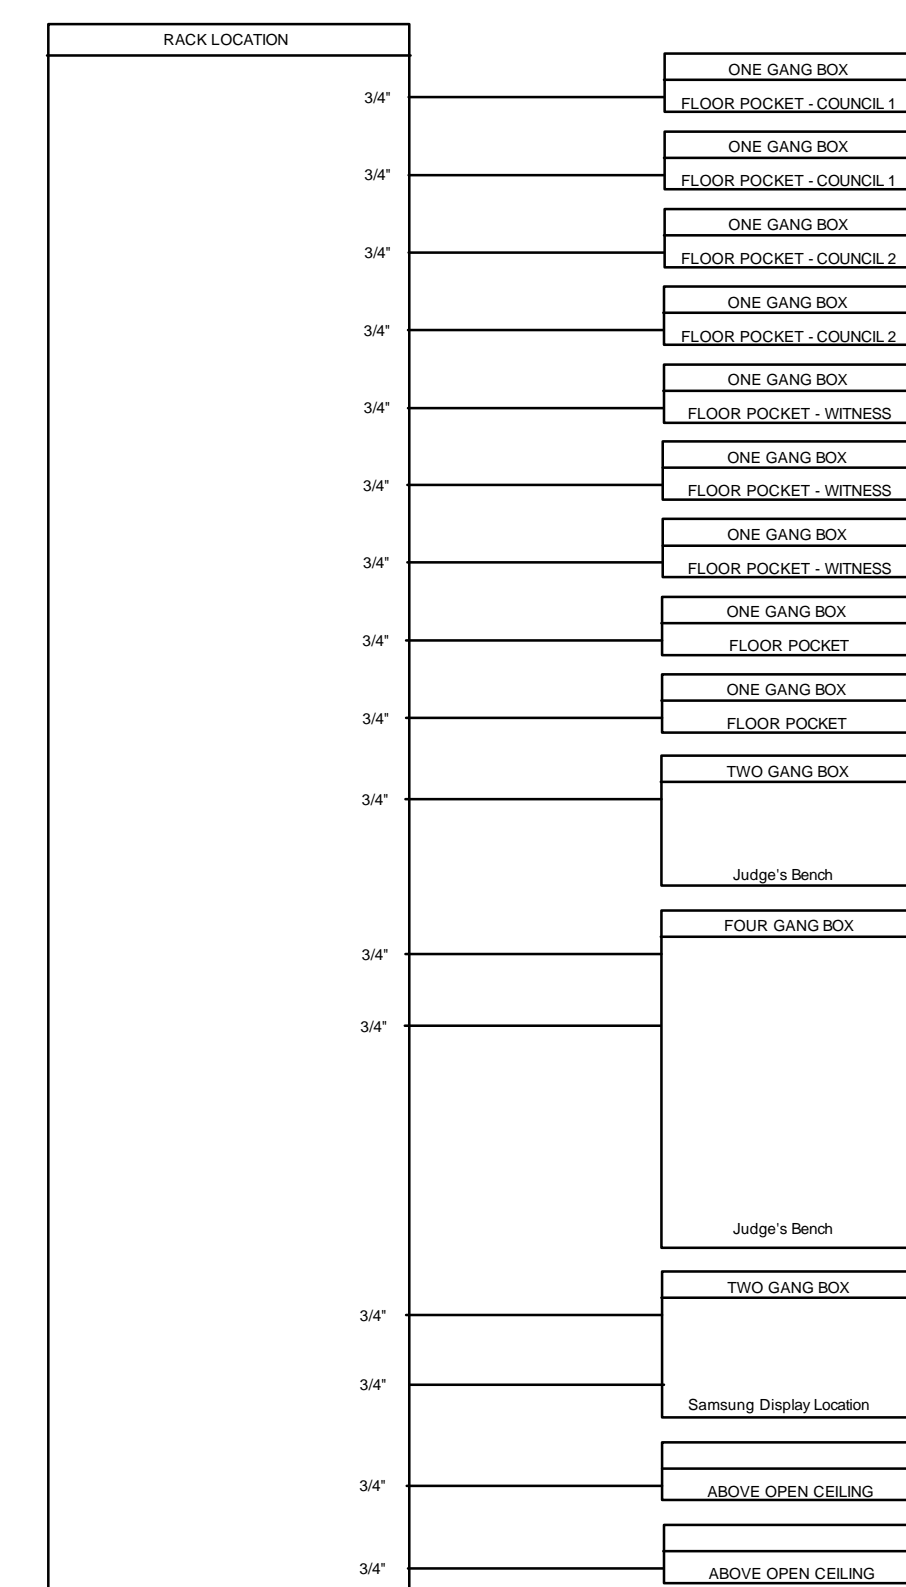 RACK LOCATION
ONE GANG BOX
3/4" FLOOR POCKET - COUNCIL 1
ONE GANG BOX
3/4" FLOOR POCKET - COUNCIL 1
ONE GANG BOX
3/4" FLOOR POCKET - COUNCIL 2
ONE GANG BOX
3/4" FLOOR POCKET - COUNCIL 2
ONE GANG BOX
3/4" FLOOR POCKET - WITNESS
ONE GANG BOX
3/4" FLOOR POCKET - WITNESS
ONE GANG BOX
3/4" FLOOR POCKET - WITNESS
ONE GANG BOX
3/4" FLOOR POCKET
ONE GANG BOX
3/4" FLOOR POCKET
TWO GANG BOX
3/4"
Judge's Bench
FOUR GANG BOX
3/4"
3/4"
Judge's Bench
TWO GANG BOX
3/4"
3/4"
Samsung Display Location
3/4" ABOVE OPEN CEILING
3/4" ABOVE OPEN CEILING